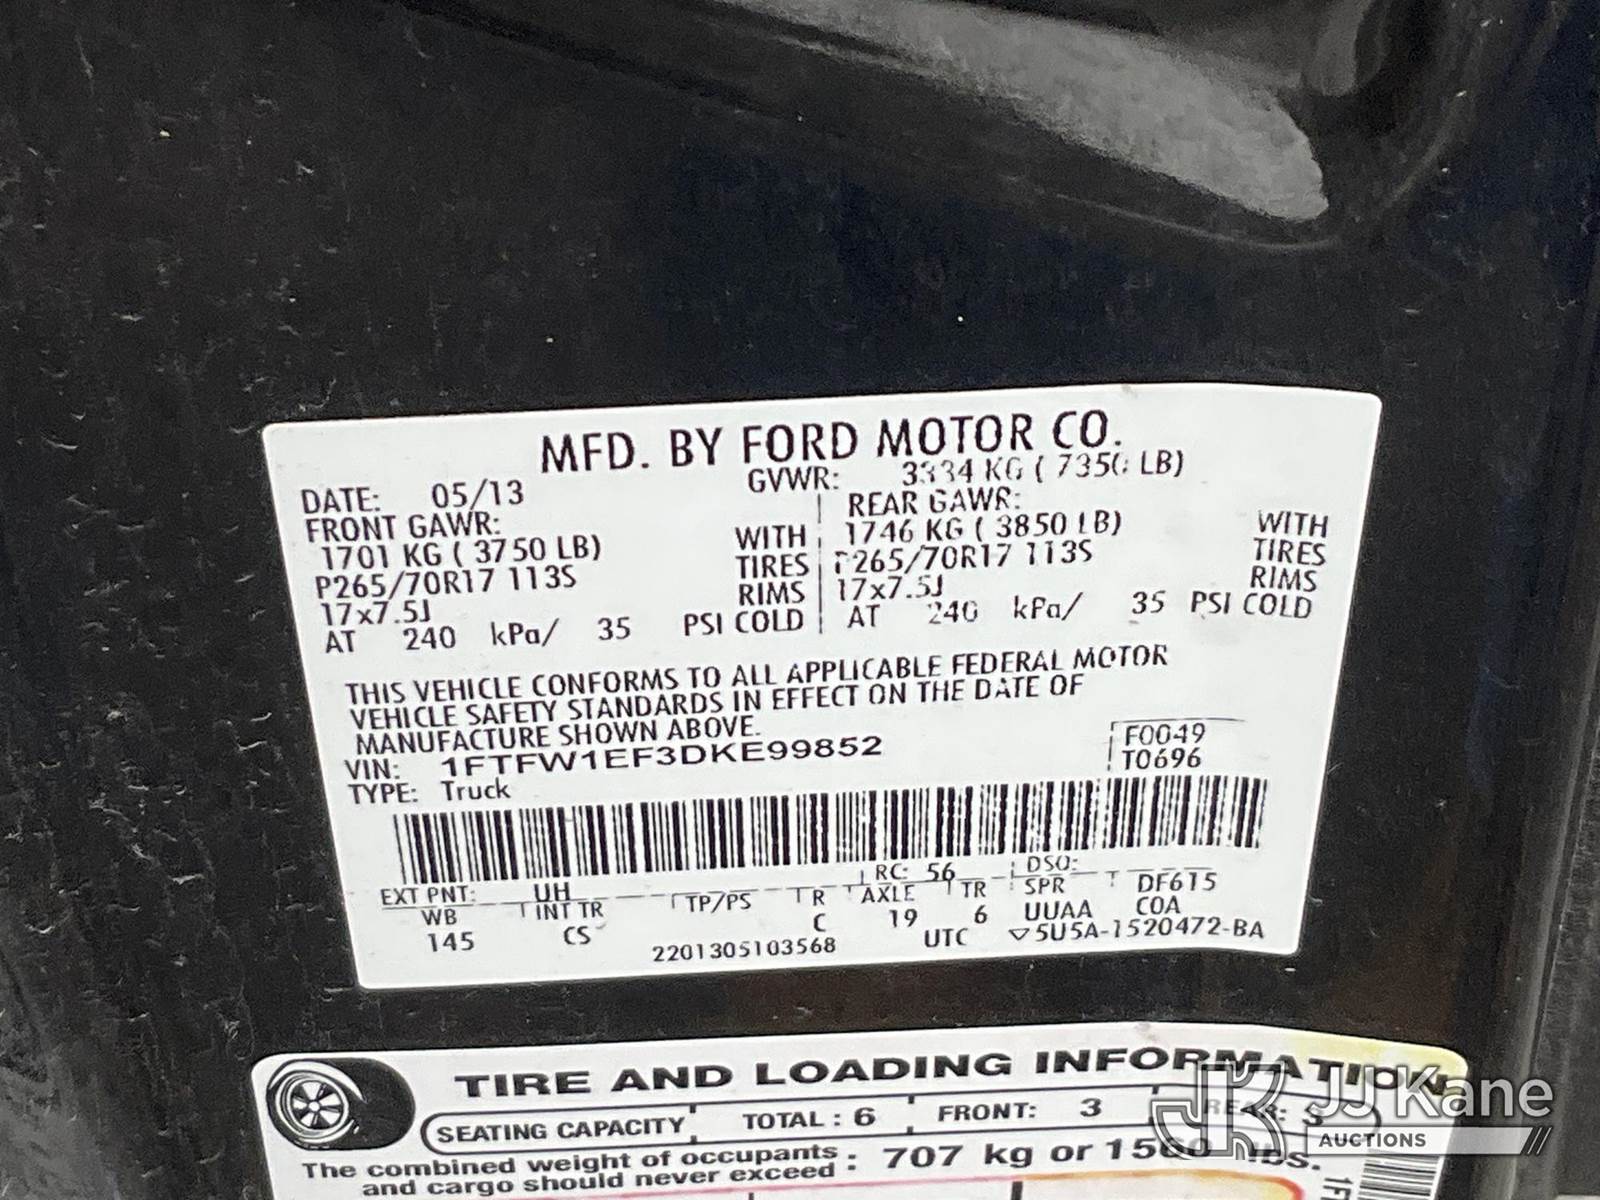 MFD. BY FORD MOTOR CO.
DATE: 05/13 GVWR: 3334 KG ( 7350 LB)
FRONT GAWR: REAR GAWR:
1701 KG ( 3750 LB) WITH 1746 KG ( 3850 LB) WITH
P265/70R17 113S TIRES P265/70R17 113S TIRES
17x7.5J RIMS 17x7.5J RIMS
AT 240 kPa/ 35 PSI COLD AT 240 kPa/ 35 PSI COLD
THIS VEHICLE CONFORMS TO ALL APPLICABLE FEDERAL MOTOR
VEHICLE SAFETY STANDARDS IN EFFECT ON THE DATE OF
MANUFACTURE SHOWN ABOVE.
VIN: 1FTFW1EF3DKE99852 F0049
TYPE: Truck T0696
EXT PNT: UH RC: 56 DSO:
WB INT TR TP/PS R AXLE TR SPR DF615
145 CS C 19 6 UUAA COA
2201305103568 UTC ▽5U5A-1520472-BA
TIRE AND LOADING INFORMATION
SEATING CAPACITY TOTAL : 6 FRONT: 3 REAR: 3
The combined weight of occupants
and cargo should never exceed : 707 kg or 1560 lbs.
JJ Kane
AUCTIONS
1F